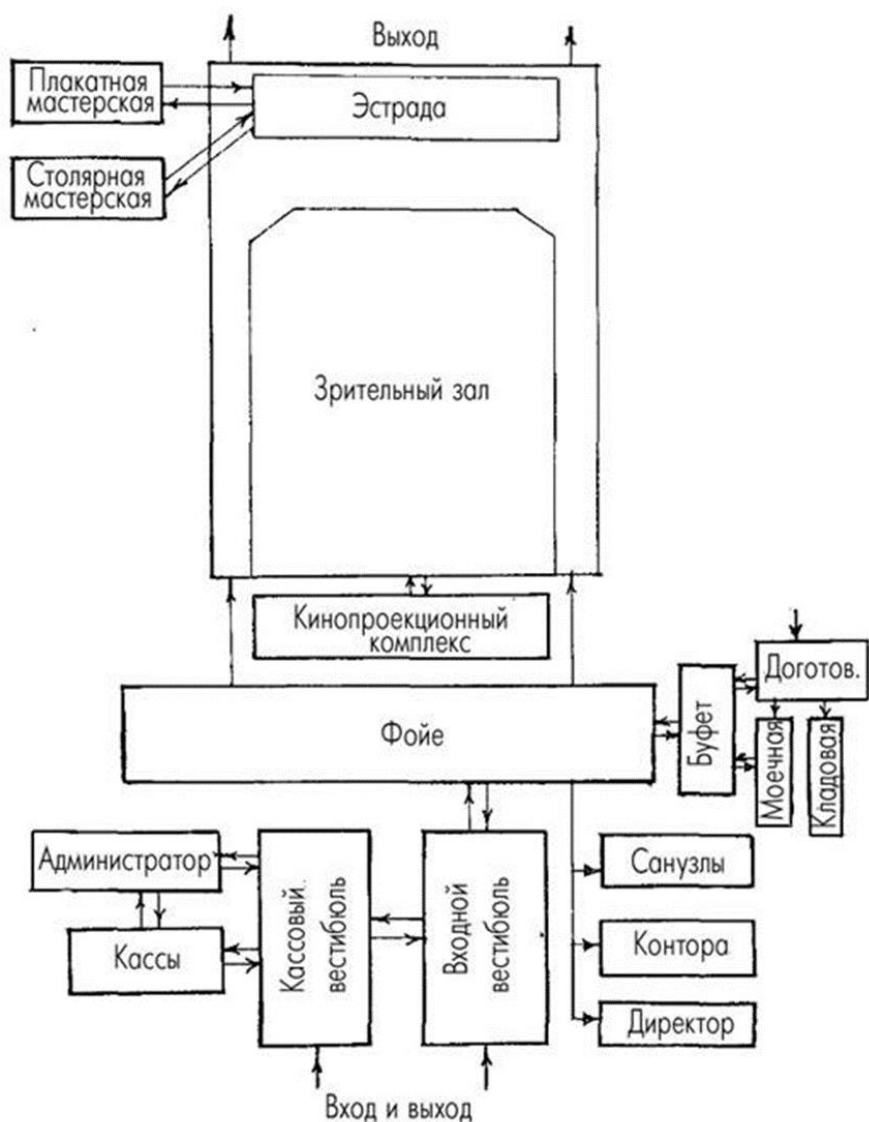 Выход
Плакатная
мастерская
Эстрада
Столярная
мастерская
Зрительный зал
Кинопроекционный
комплекс
Доготов.
Буфет
Моечная
Кладовая
Фойе
Администратор
Кассы
Кассовый
вестибюль
Входной
вестибюль
Санузлы
Контора
Директор
Вход и выход